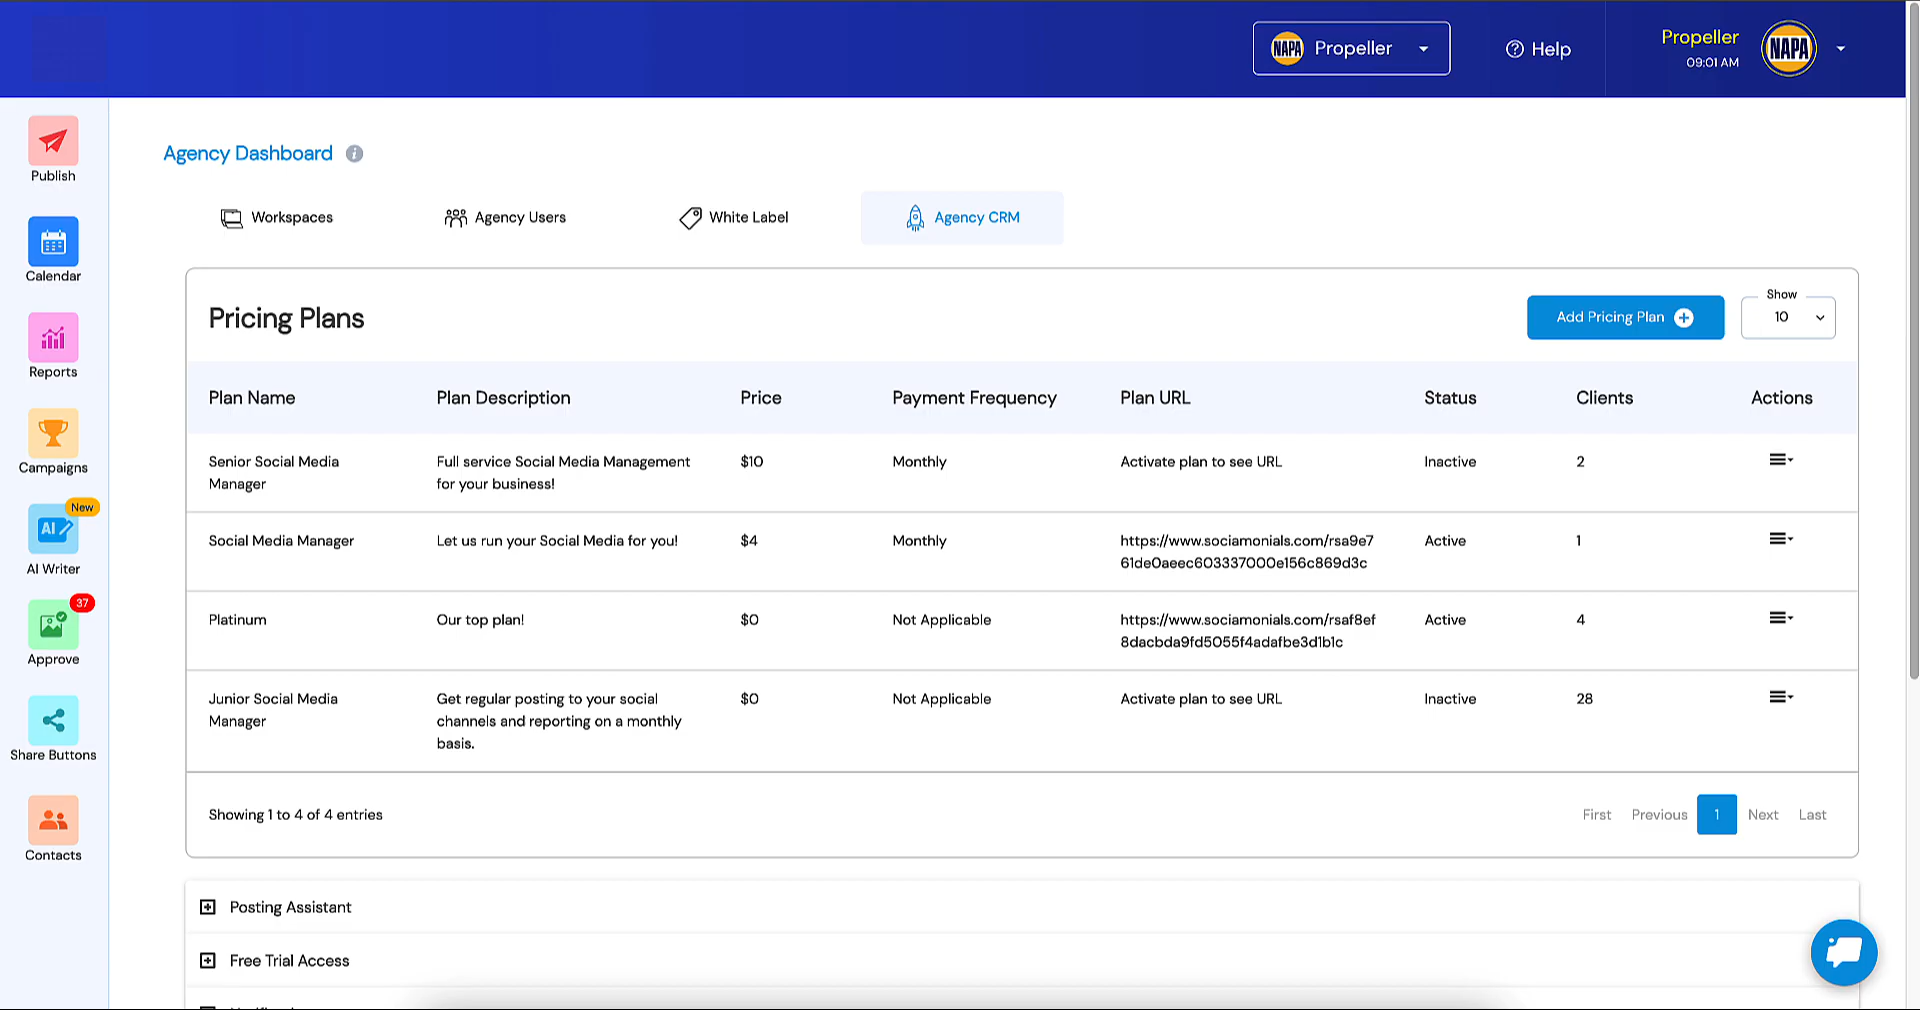 NAPA Propeller
Help
Propeller
09:01 AM
NAPA
Publish
Calendar
Reports
Campaigns
New
AI
AI Writer
37
Approve
Share Buttons
Contacts
Agency Dashboard i
Workspaces
Agency Users
White Label
Agency CRM
Pricing Plans
Add Pricing Plan
Show
10
Plan Name Plan Description Price Payment Frequency Plan URL Status Clients Actions
Senior Social Media Full service Social Media Management $10 Monthly Activate plan to see URL Inactive 2
Manager for your business!
Social Media Manager Let us run your Social Media for you! $4 Monthly https://www.sociamonials.com/rsa9e7 Active 1
61de0aeec603337000e156c869d3c
Platinum Our top plan! $0 Not Applicable https://www.sociamonials.com/rsaf8ef Active 4
8dacbda9fd5055f4adafbe3d1b1c
Junior Social Media Get regular posting to your social $0 Not Applicable Activate plan to see URL Inactive 28
Manager channels and reporting on a monthly
basis.
Showing 1 to 4 of 4 entries
First Previous 1 Next Last
Posting Assistant
Free Trial Access